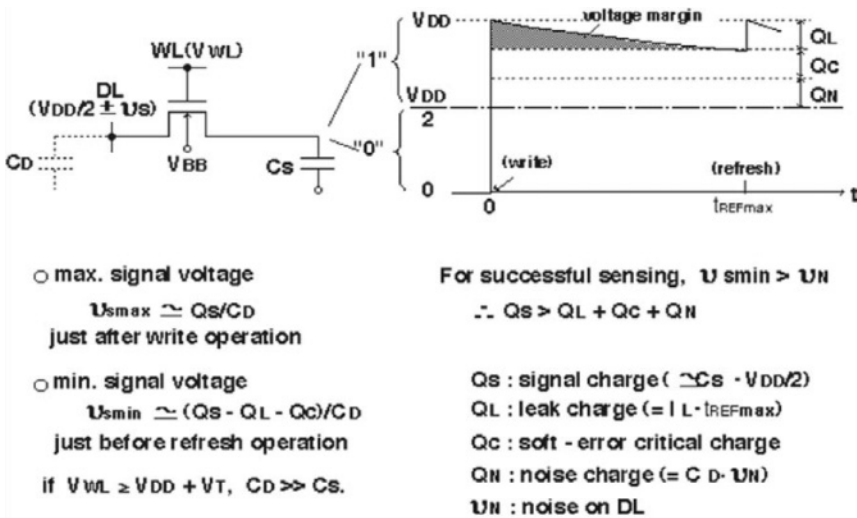 WL(VWL)
DL
(VDD/2 ± υs)
CD
VBB
CS
"1"
"0"
VDD
VDD
2
0
voltage margin
QL
QC
QN
(write)
(refresh)
0
tREFmax
t
○ max. signal voltage
υsmax ≃ Qs/CD
just after write operation
○ min. signal voltage
υsmin ≃ (Qs - QL - Qc)/CD
just before refresh operation
if VWL ≥ VDD + VT, CD >> Cs.
For successful sensing, υ smin > υN
∴ Qs > QL + Qc + QN
Qs : signal charge ( ≃Cs - VDD/2)
QL : leak charge (= I L· tREFmax)
Qc : soft - error critical charge
QN : noise charge (= C D· υN)
υN : noise on DL